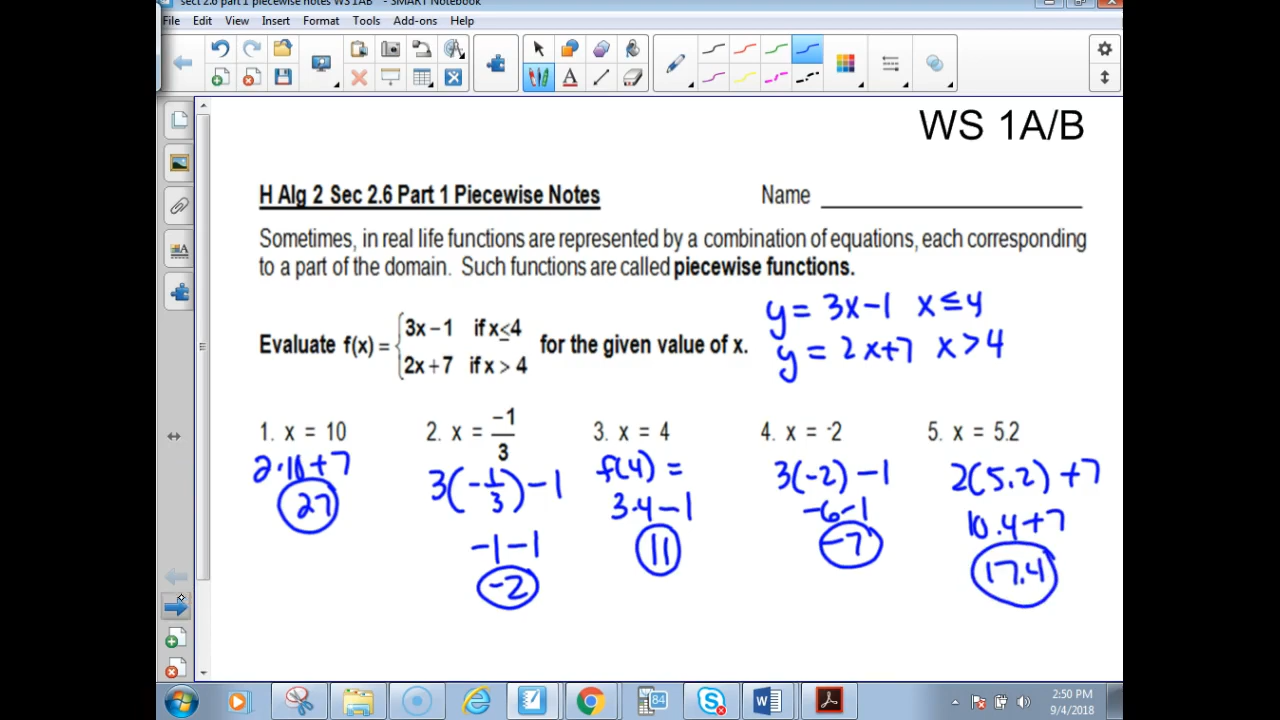 sect 2.6 part 1 piecewise notes WS 1AB - SMART Notebook
File Edit View Insert Format Tools Add-ons Help
WS 1A/B
H Alg 2 Sec 2.6 Part 1 Piecewise Notes Name
Sometimes, in real life functions are represented by a combination of equations, each corresponding
to a part of the domain. Such functions are called piecewise functions.
y = 3x-1 x ≤ 4
3x - 1 if x ≤ 4
Evaluate f(x) = for the given value of x.
y = 2x+7 x > 4
2x + 7 if x > 4
1. x = 10 2. x = -1/3 3. x = 4 4. x = -2 5. x = 5.2
2·10+7 3(-1/3)-1 f(4) = 3(-2)-1 2(5.2)+7
27 3·4-1 -6-1 10.4+7
-1-1 11 -7 17.4
-2
84
2:50 PM
9/4/2018